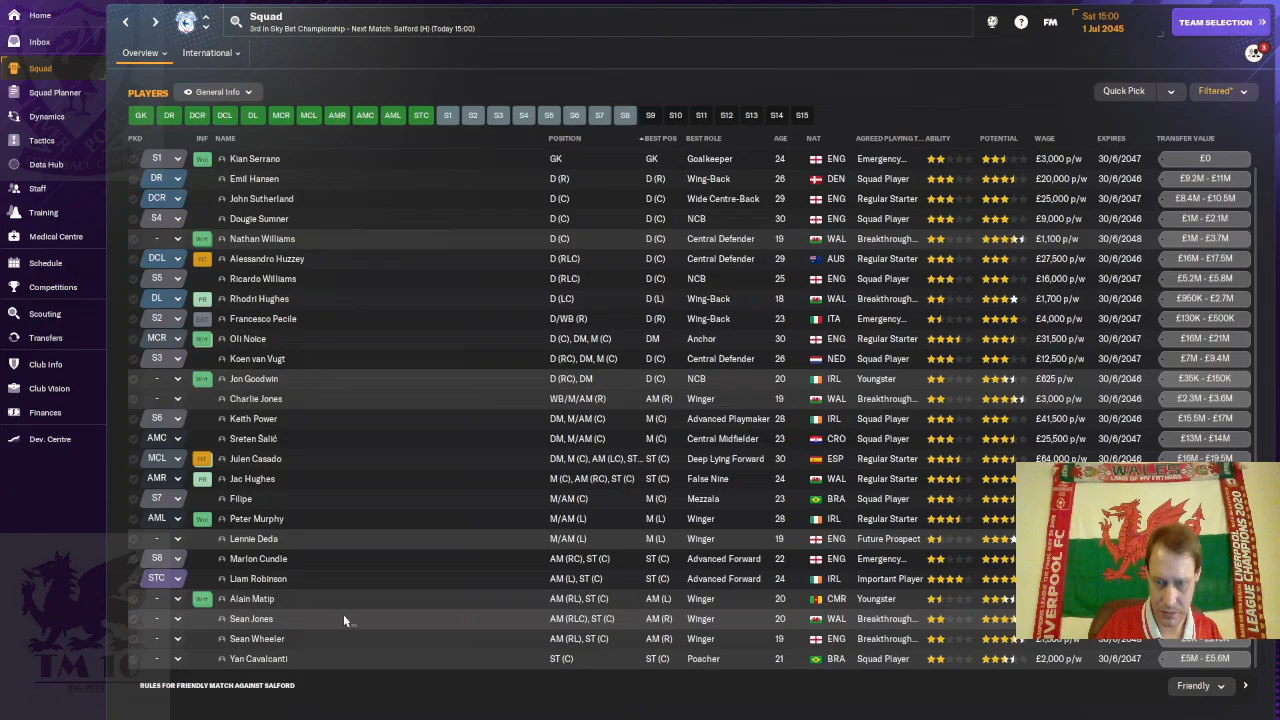 Home
Squad
3rd in Sky Bet Championship - Next Match: Salford (H) (Today 15:00)
FM
Sat 15:00
1 Jul 2045
TEAM SELECTION
Inbox
Squad
Squad Planner
Dynamics
Tactics
Data Hub
Staff
Training
Medical Centre
Schedule
Competitions
Scouting
Transfers
Club Info
Club Vision
Finances
Dev. Centre
Overview International
3
PLAYERS General Info Quick Pick Filtered*
GK DR DCR DCL DL MCR MCL AMR AMC AML STC S1 S2 S3 S4 S5 S6 S7 S8 S9 S10 S11 S12 S13 S14 S15
PKD INF NAME POSITION BEST POS BEST ROLE AGE NAT AGREED PLAYING T... ABILITY POTENTIAL WAGE EXPIRES TRANSFER VALUE
S1 Kian Serrano GK GK Goalkeeper 24 ENG Emergency... £3,000 p/w 30/6/2047 £0
DR Emil Hansen D (R) D (R) Wing-Back 26 DEN Squad Player £20,000 p/w 30/6/2046 £9.2M - £11M
DCR John Sutherland D (C) D (C) Wide Centre-Back 29 ENG Regular Starter £25,000 p/w 30/6/2046 £8.4M - £10.5M
S4 Dougie Sumner D (C) D (C) NCB 30 ENG Squad Player £9,000 p/w 30/6/2046 £1M - £2.1M
- Wnt Nathan Williams D (C) D (C) Central Defender 19 WAL Breakthrough... £1,100 p/w 30/6/2048 £1M - £3.7M
DCL Alessandro Huzzey D (RLC) D (C) Central Defender 29 AUS Regular Starter £27,500 p/w 30/6/2046 £16M - £17.5M
S5 Ricardo Williams D (RLC) D (C) NCB 25 ENG Squad Player £16,000 p/w 30/6/2046 £5.2M - £5.8M
DL PR Rhodri Hughes D (LC) D (L) Wing-Back 18 WAL Breakthrough... £1,700 p/w 30/6/2046 £950K - £2.7M
S2 Francesco Pecile D/WB (R) D (R) Wing-Back 23 ITA Emergency... £4,000 p/w 30/6/2047 £130K - £500K
MCR Wnt Oli Noice D (C), DM, M (C) DM Anchor 30 ENG Regular Starter £31,500 p/w 30/6/2046 £16M - £21M
S3 Koen van Vugt D (RC), DM, M (C) D (C) Central Defender 26 NED Squad Player £12,500 p/w 30/6/2046 £7M - £9.4M
- Wnt Jon Goodwin D (RC), DM D (C) NCB 20 IRL Youngster £625 p/w 30/6/2046 £35K - £150K
- Charlie Jones WB/M/AM (R) AM (R) Winger 19 WAL Breakthrough... £3,000 p/w 30/6/2046 £2.3M - £3.6M
S6 Keith Power DM, M/AM (C) M (C) Advanced Playmaker 28 IRL Squad Player £41,500 p/w 30/6/2046 £15.5M - £17M
AMC Sreten Šalić DM, M/AM (C) M (C) Central Midfielder 23 CRO Squad Player £25,500 p/w 30/6/2046 £13M - £14M
MCL Julen Casado DM, M (C), AM (LC), ST... ST (C) Deep Lying Forward 30 ESP Regular Starter £64,000 p/w 30/6/2046 £16M - £19.5M
AMR PR Jac Hughes M (C), AM (RC), ST (C) ST (C) False Nine 24 WAL Regular Starter
S7 Filipe M/AM (C) M (C) Mezzala 23 BRA Squad Player
AML Peter Murphy M/AM (L) M (L) Winger 28 IRL Regular Starter
- Lennie Deda M/AM (L) M (L) Winger 19 ENG Future Prospect
S8 Marlon Cundle AM (RC), ST (C) ST (C) Advanced Forward 22 ENG Emergency...
STC Liam Robinson AM (L), ST (C) ST (C) Advanced Forward 24 IRL Important Player
- Wnt Alain Matip AM (RL), ST (C) AM (L) Winger 20 CMR Youngster
- Sean Jones AM (RLC), ST (C) AM (R) Winger 20 WAL Breakthrough...
- Sean Wheeler AM (RL), ST (C) AM (R) Winger 19 ENG Breakthrough...
- Yan Cavalcanti ST (C) ST (C) Poacher 21 BRA Squad Player £2,000 p/w 30/6/2047 £5M - £5.6M
RULES FOR FRIENDLY MATCH AGAINST SALFORD Friendly
WALES
LAND OF MY FATHERS
LIVERPOOL FC
LIVERPOOL
LEAGUE CHAMPIONS 2020
TM 10